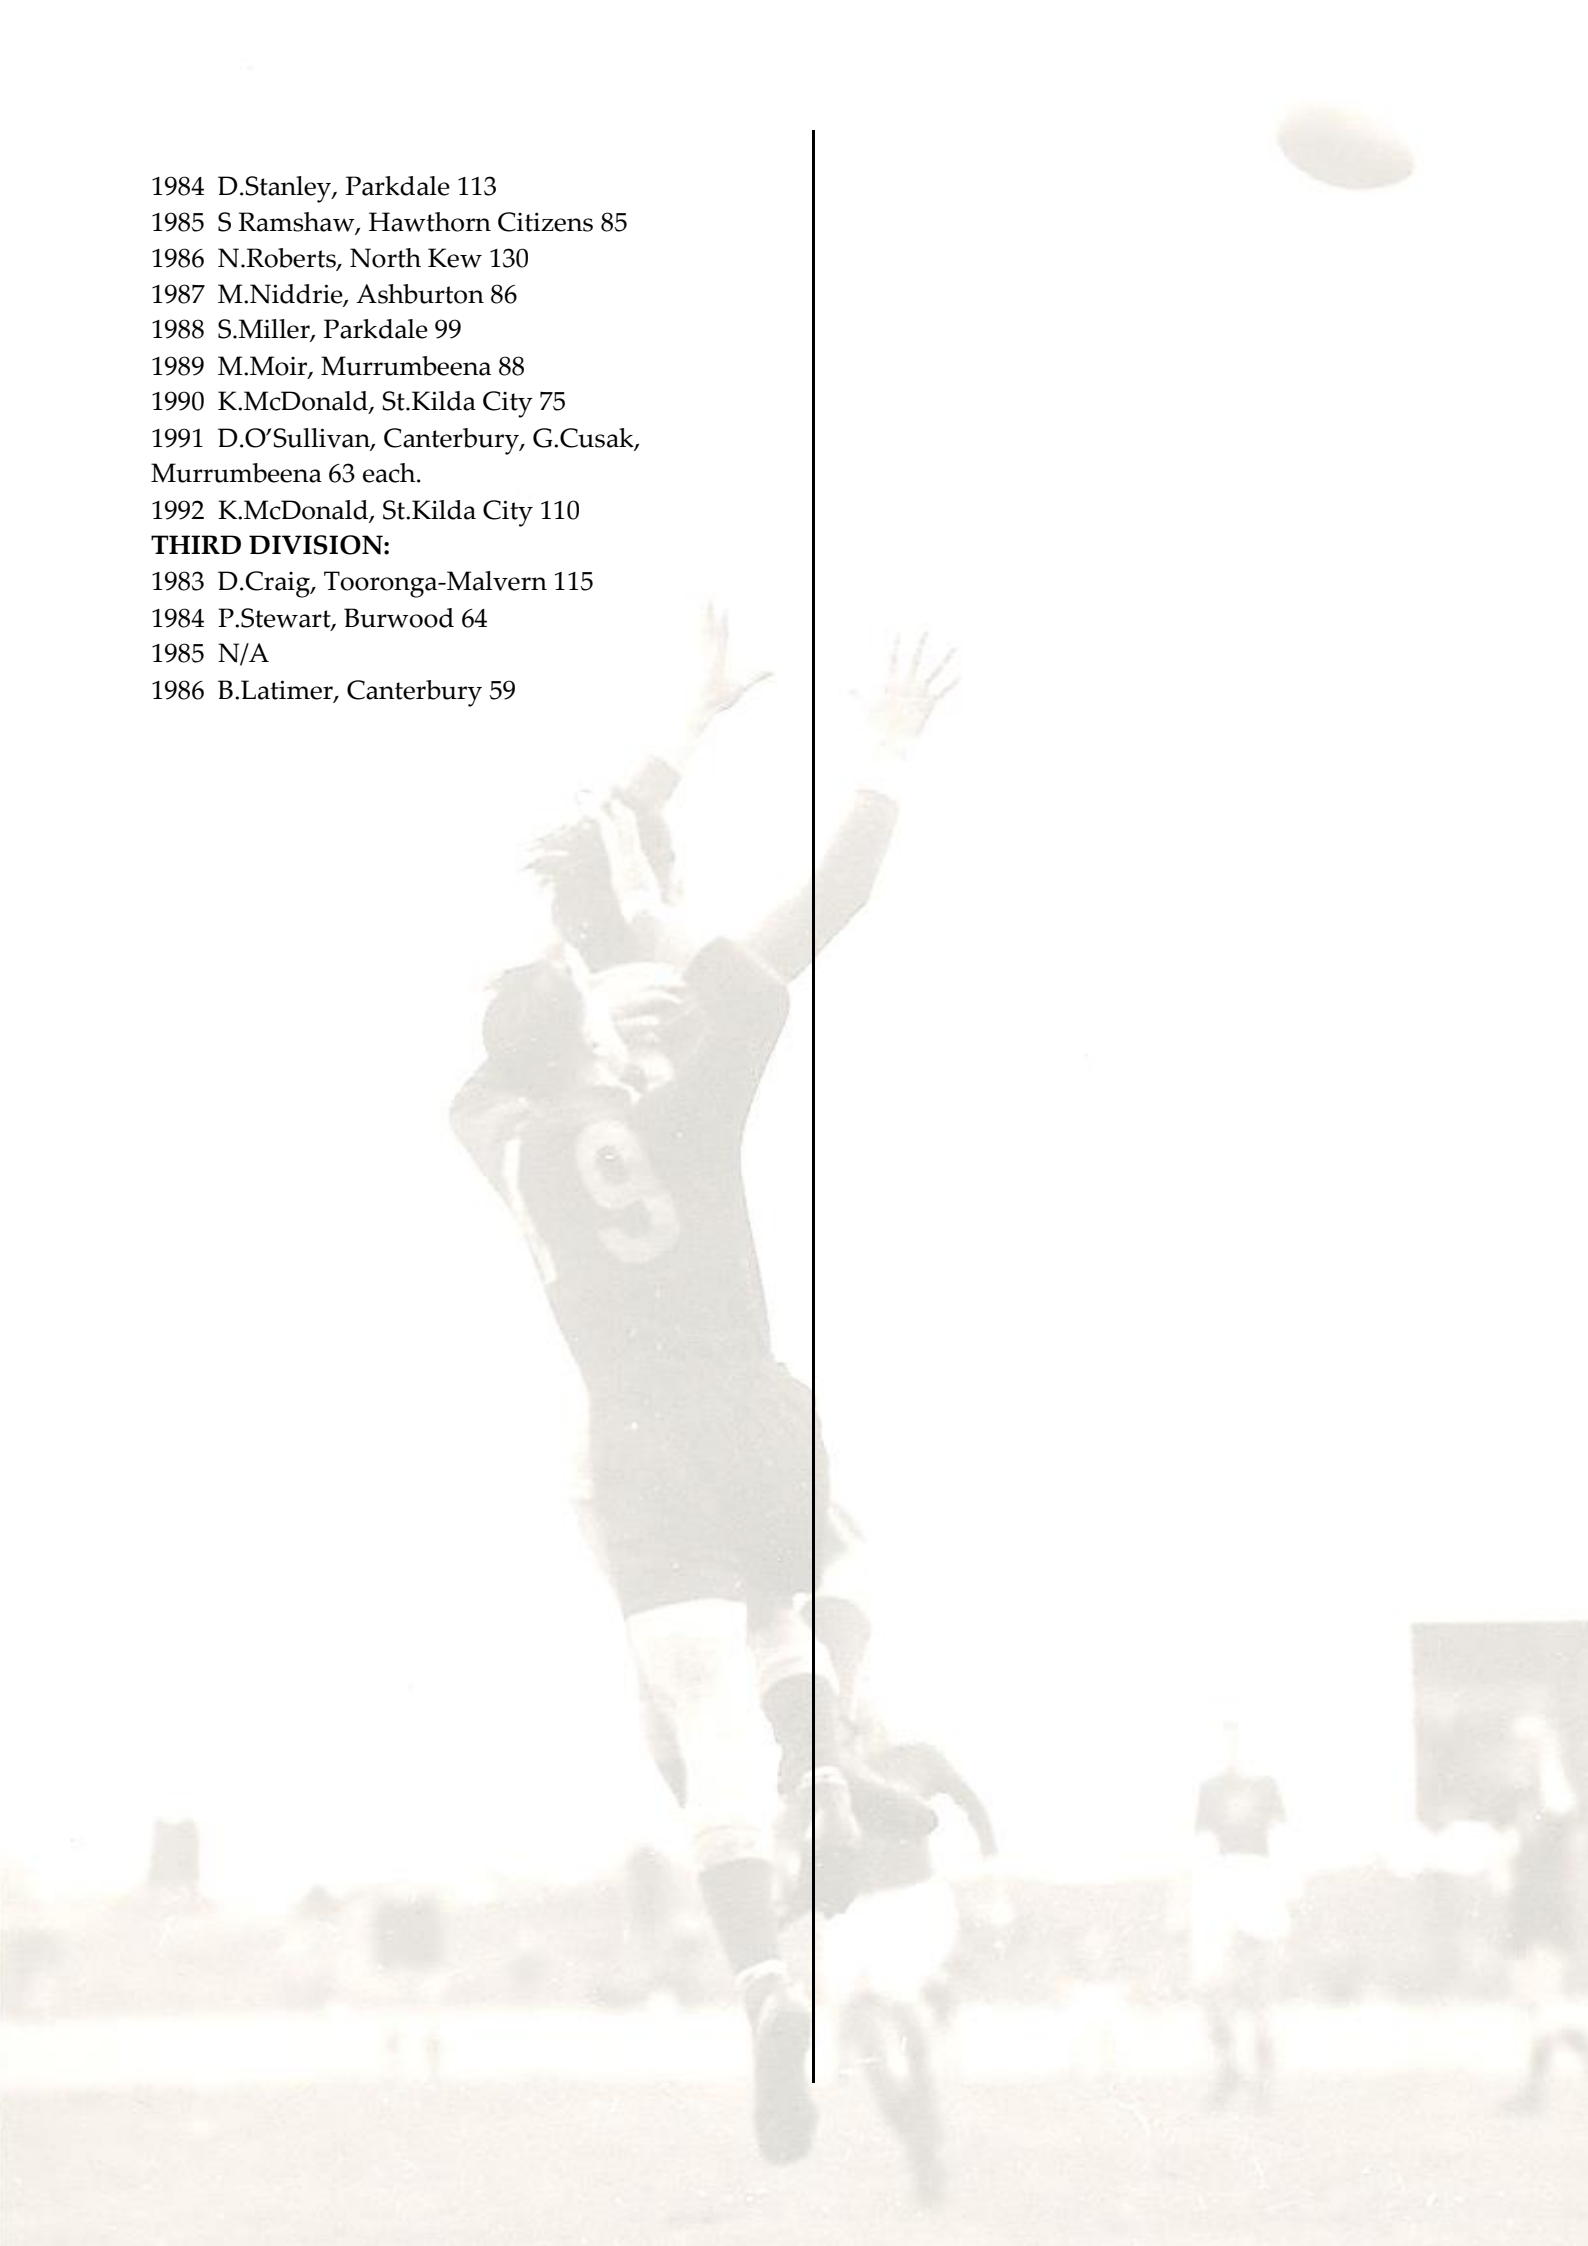 1984 D.Stanley, Parkdale 113
1985 S Ramshaw, Hawthorn Citizens 85
1986 N.Roberts, North Kew 130
1987 M.Niddrie, Ashburton 86
1988 S.Miller, Parkdale 99
1989 M.Moir, Murrumbeena 88
1990 K.McDonald, St.Kilda City 75
1991 D.O’Sullivan, Canterbury, G.Cusak,
Murrumbeena 63 each.
1992 K.McDonald, St.Kilda City 110
THIRD DIVISION:
1983 D.Craig, Tooronga-Malvern 115
1984 P.Stewart, Burwood 64
1985 N/A
1986 B.Latimer, Canterbury 59
9